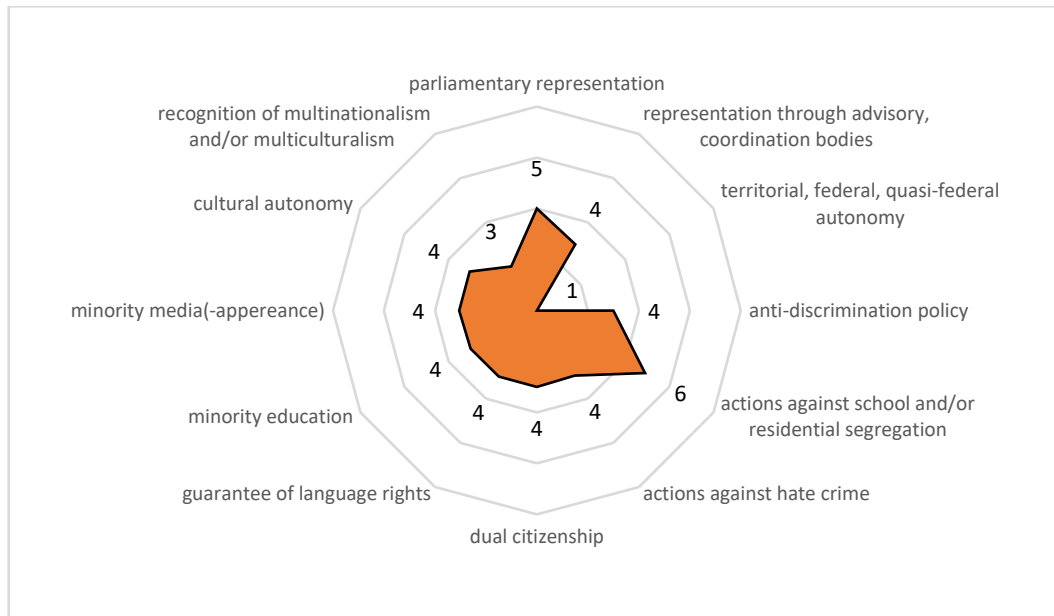 parliamentary representation
recognition of multinationalism
and/or multiculturalism
representation through advisory,
coordination bodies
5
cultural autonomy
3
4
territorial, federal, quasi-federal
autonomy
4
1
minority media(-appereance)
4
4
anti-discrimination policy
4
6
minority education
4
4
4
actions against school and/or
residential segregation
guarantee of language rights
actions against hate crime
dual citizenship